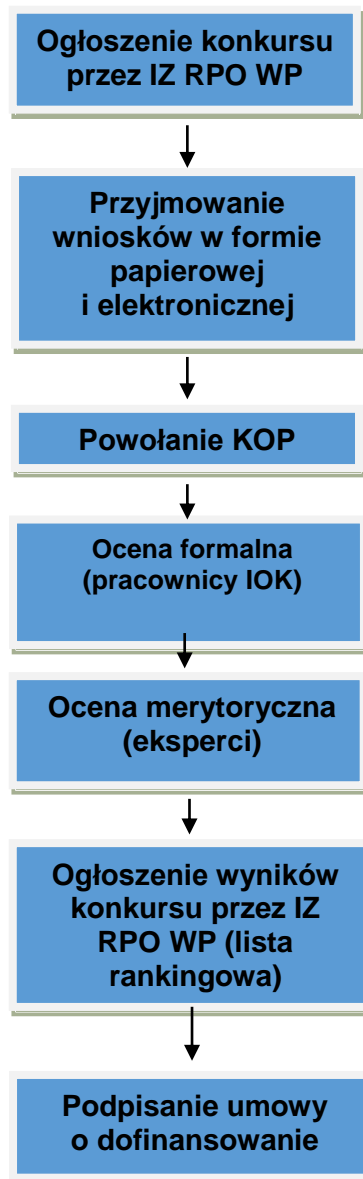 Ogłoszenie konkursu
przez IZ RPO WP
Przyjmowanie
wniosków w formie
papierowej
i elektronicznej
Powołanie KOP
Ocena formalna
(pracownicy IOK)
Ocena merytoryczna
(eksperci)
Ogłoszenie wyników
konkursu przez IZ
RPO WP (lista
rankingowa)
Podpisanie umowy
o dofinansowanie